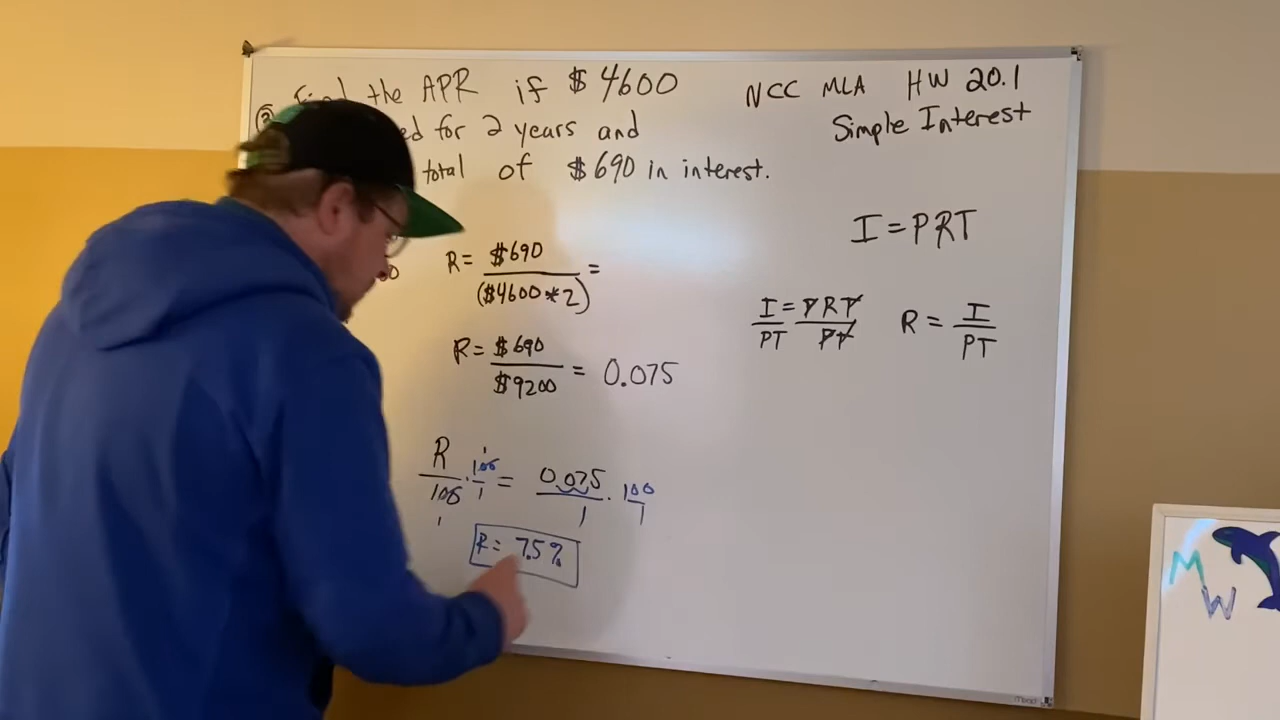 the APR if $4600
ed for 2 years and
total of $690 in interest.
NCC MLA HW 20.1
Simple Interest
I = PRT
I = PRT
PT PT
R = I
PT
R = $690 =
($4600 * 2)
R = $690 = 0.075
$9200
R/100 · 100/1 = 0.075/1 · 100/1
1 1
R = 7.5%
M
W